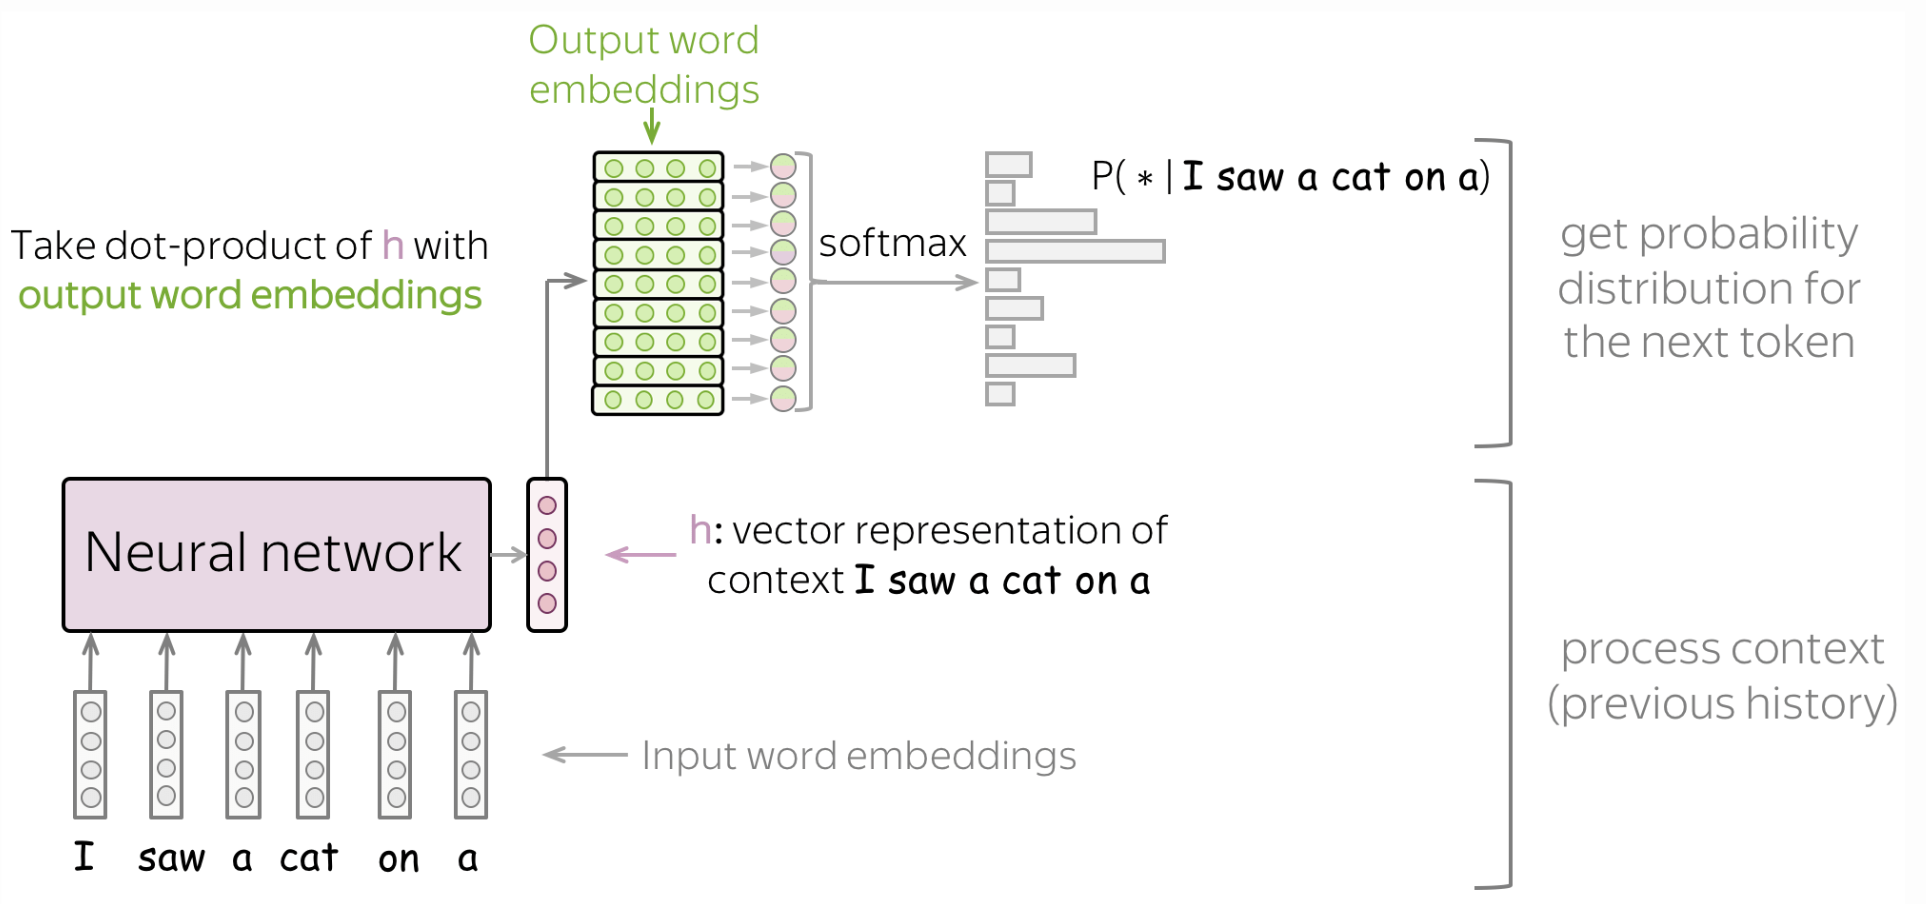 Output word
embeddings
Take dot-product of h with
output word embeddings
softmax
P( * | I saw a cat on a)
get probability
distribution for
the next token
Neural network
h: vector representation of
context I saw a cat on a
process context
(previous history)
Input word embeddings
I saw a cat on a